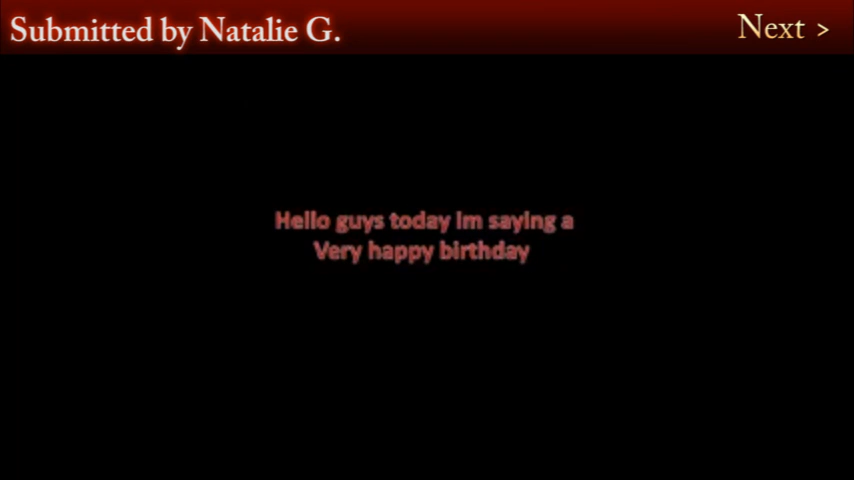 Submitted by Natalie G.
Next >
Hello guys today im saying a
Very happy birthday